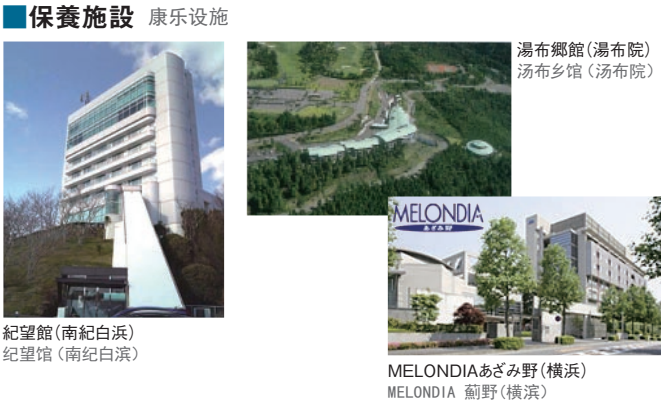 保養施設 康乐设施
湯布郷館(湯布院)
汤布乡馆(汤布院)
MELONDIA
あざみ野
紀望館(南紀白浜)
纪望馆(南纪白滨)
MELONDIAあざみ野(横浜)
MELONDIA 蓟野(横滨)